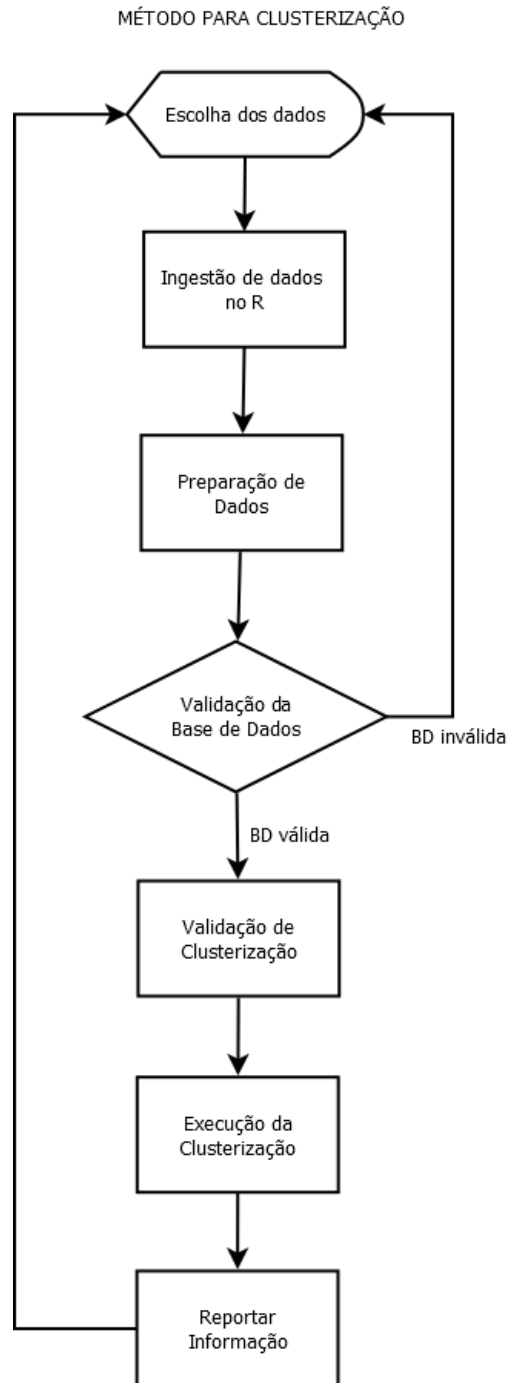 MÉTODO PARA CLUSTERIZAÇÃO
Escolha dos dados
Ingestão de dados
no R
Preparação de
Dados
Validação da
Base de Dados
BD inválida
BD válida
Validação de
Clusterização
Execução da
Clusterização
Reportar
Informação